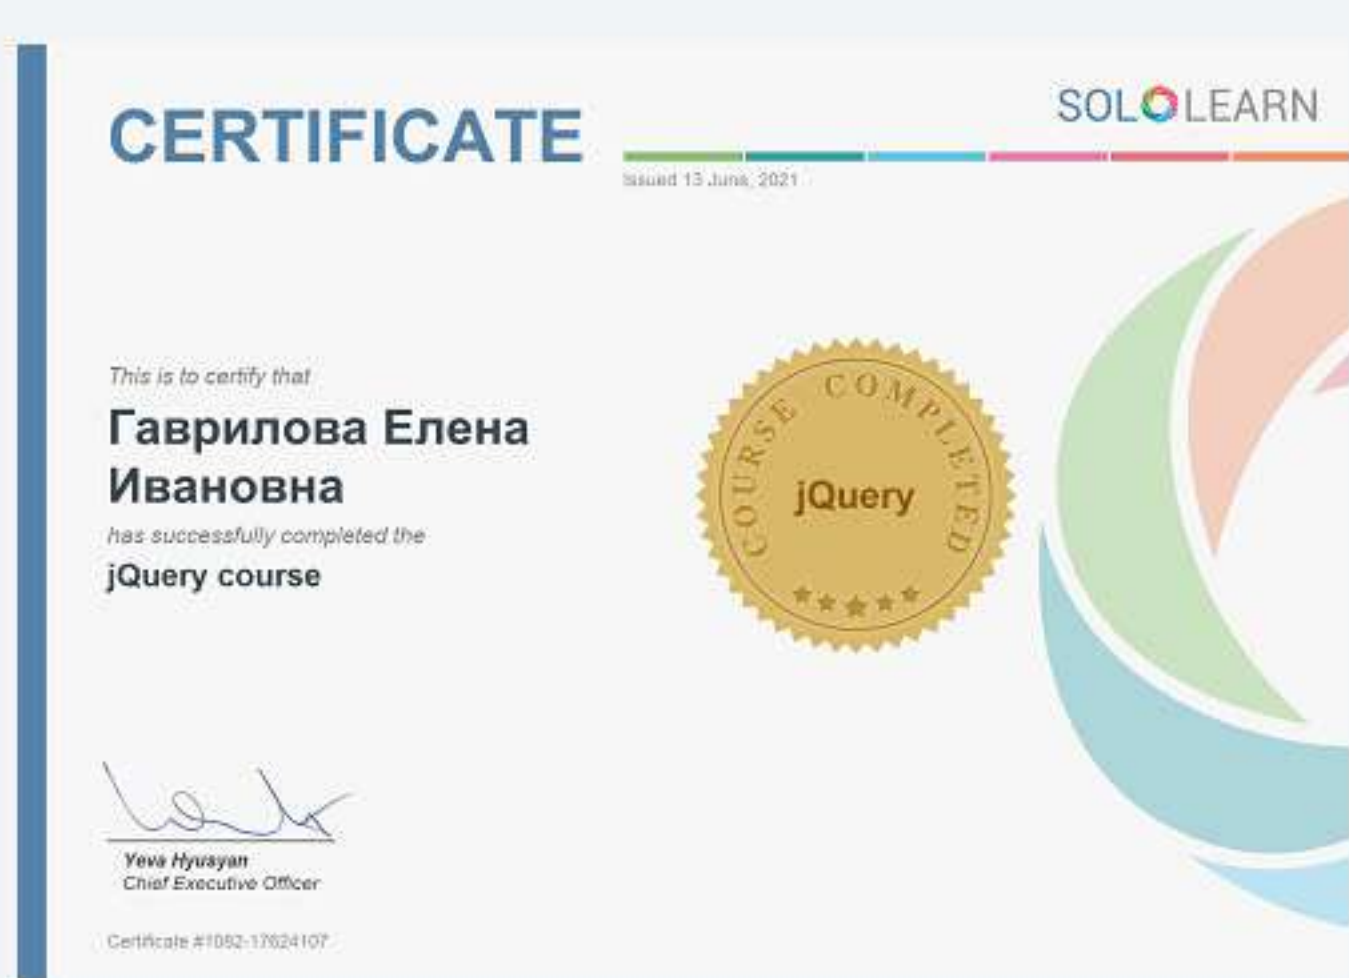 CERTIFICATE
SOLOLEARN
Issued 13 June, 2021
This is to certify that
Гаврилова Елена
Ивановна
has successfully completed the
jQuery course
COURSE COMPLETED
jQuery
Yeva Hyusyan
Chief Executive Officer
Certificate #1082-17624107